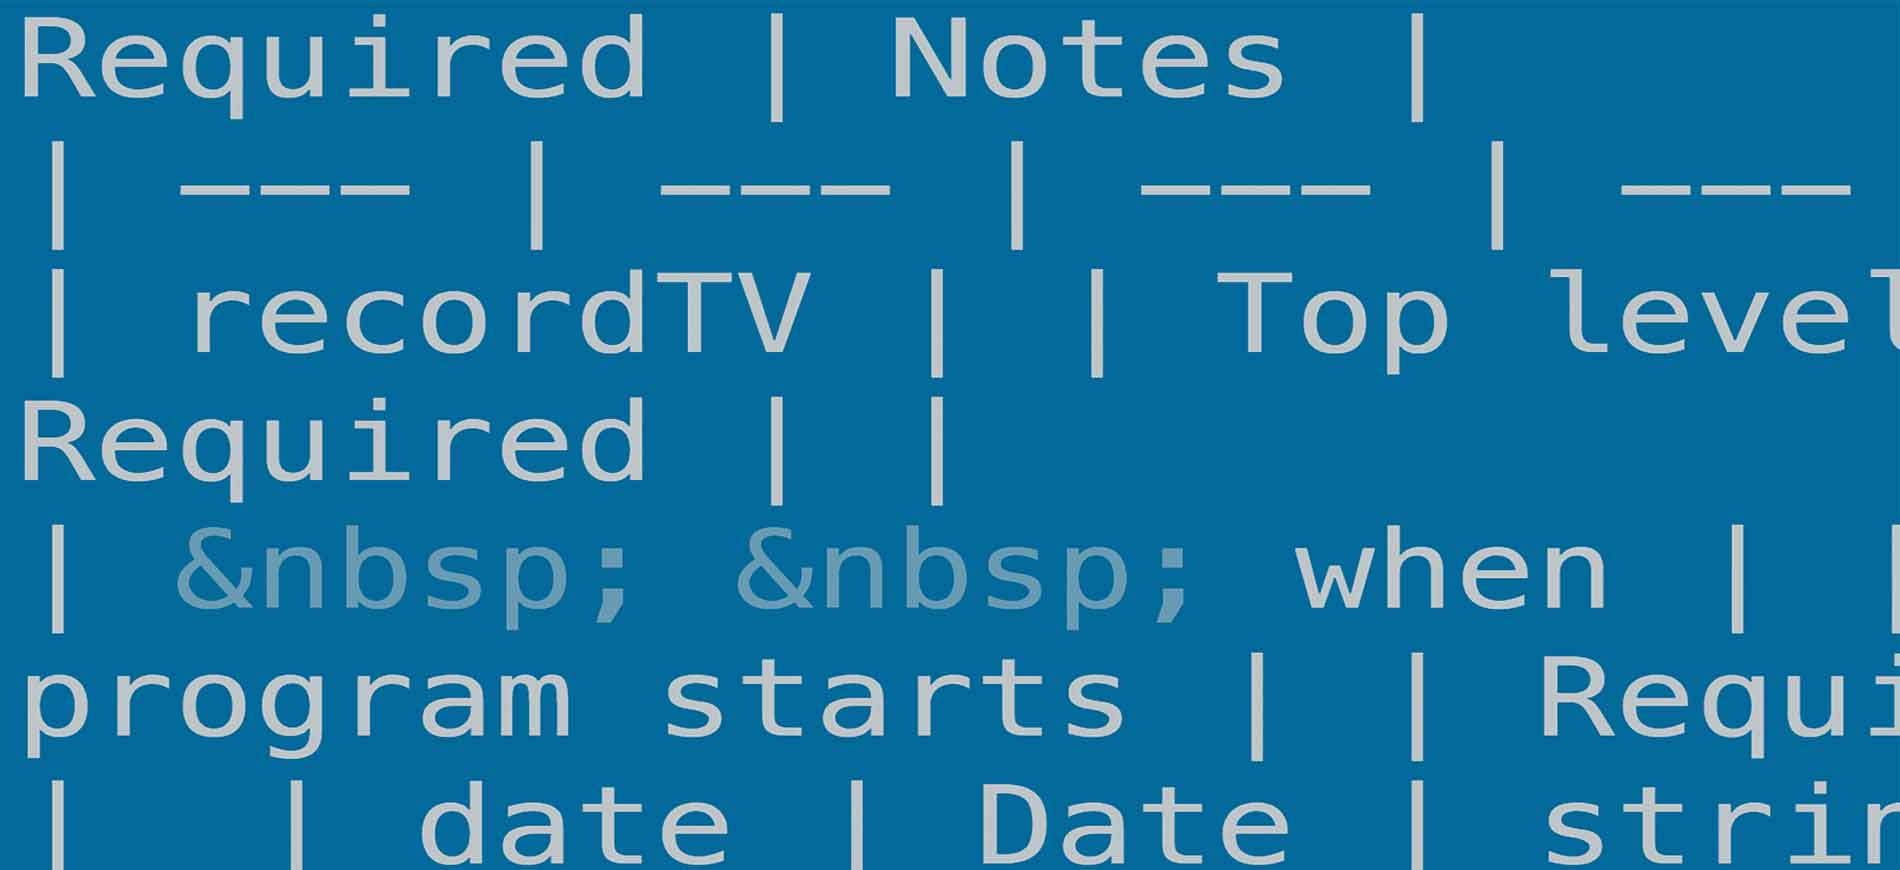 Required | Notes |
| --- | --- | --- | ---
| recordTV | | Top level
Required | |
| &nbsp; &nbsp; when | |
program starts | | Requi
| | date | Date | strin